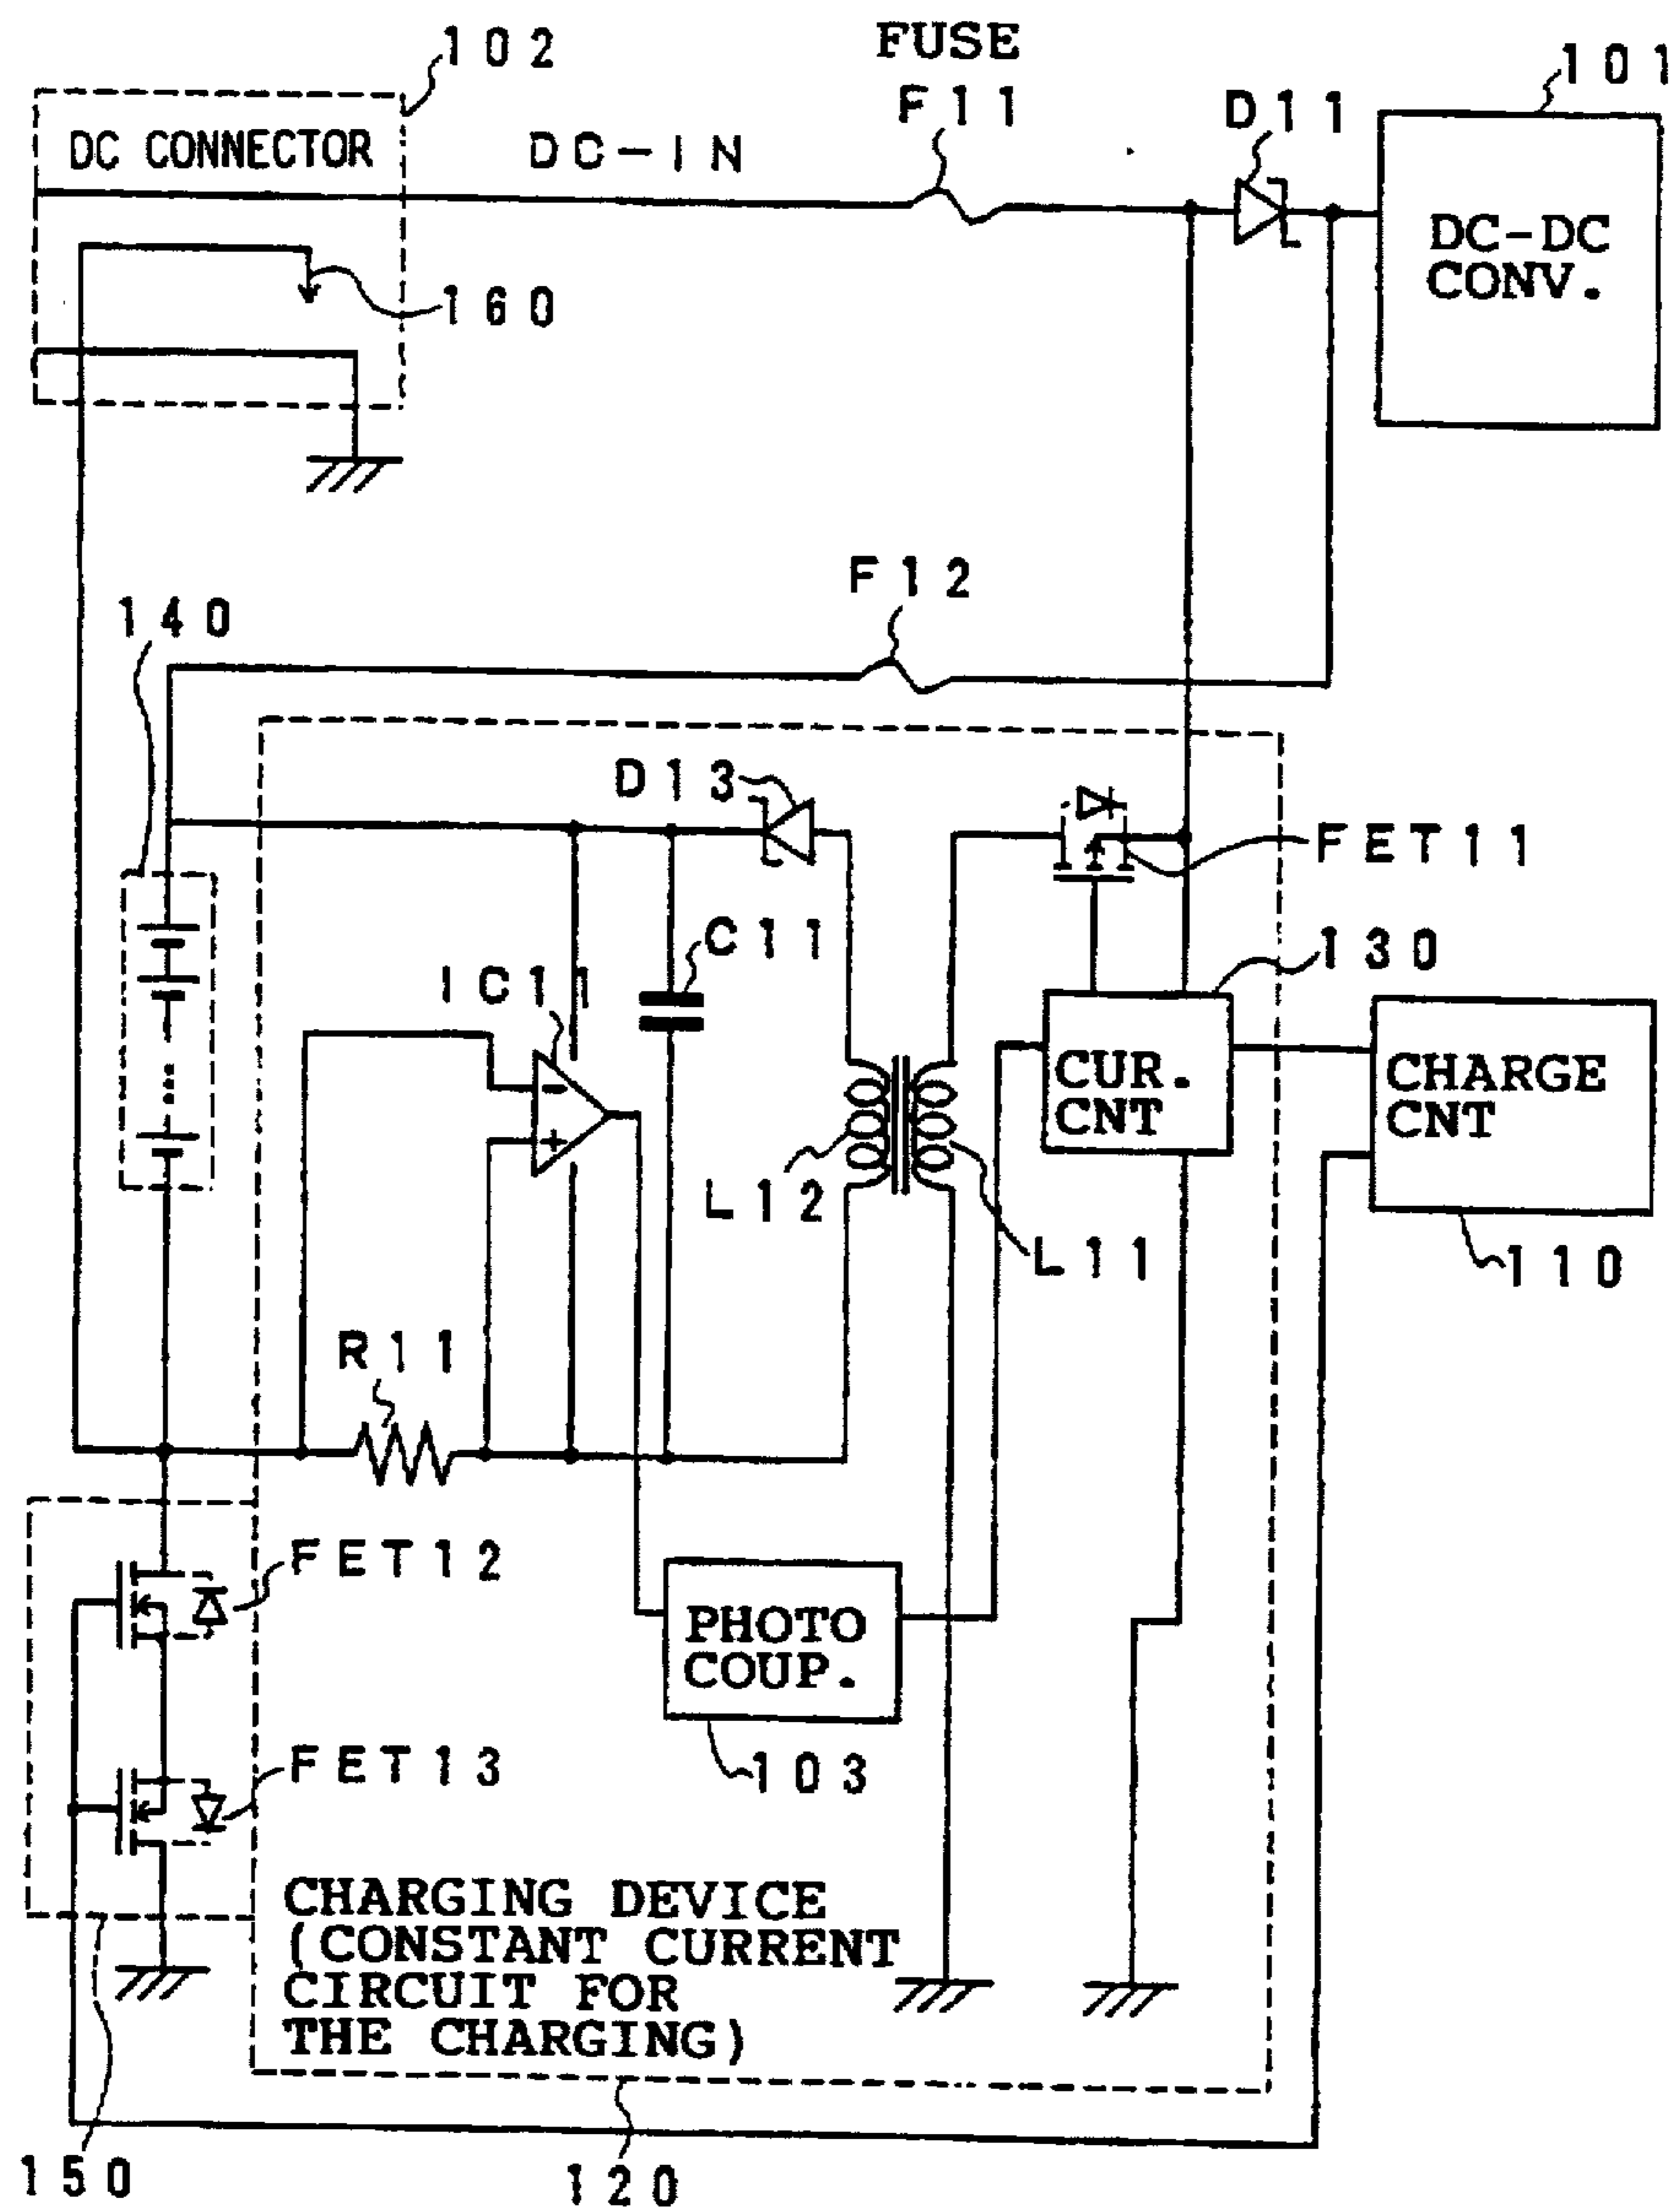 102
FUSE
F11
D11
101
DC CONNECTOR
DC-IN
DC-DC
CONV.
160
F12
140
D13
FET11
C11
130
IC11
-
+
CUR.
CNT
CHARGE
CNT
L12
L11
110
R11
FET12
PHOTO
COUP.
103
FET13
CHARGING DEVICE
(CONSTANT CURRENT
CIRCUIT FOR
THE CHARGING)
150
120